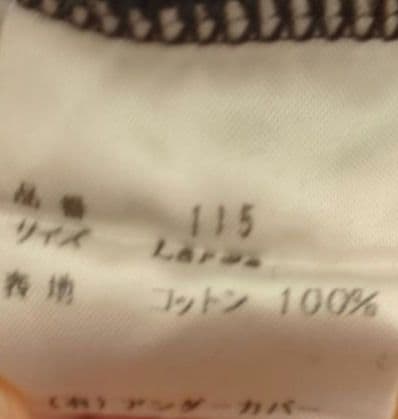 品番 115
サイズ Large
表地 コットン 100%
(株)アンダーカバー